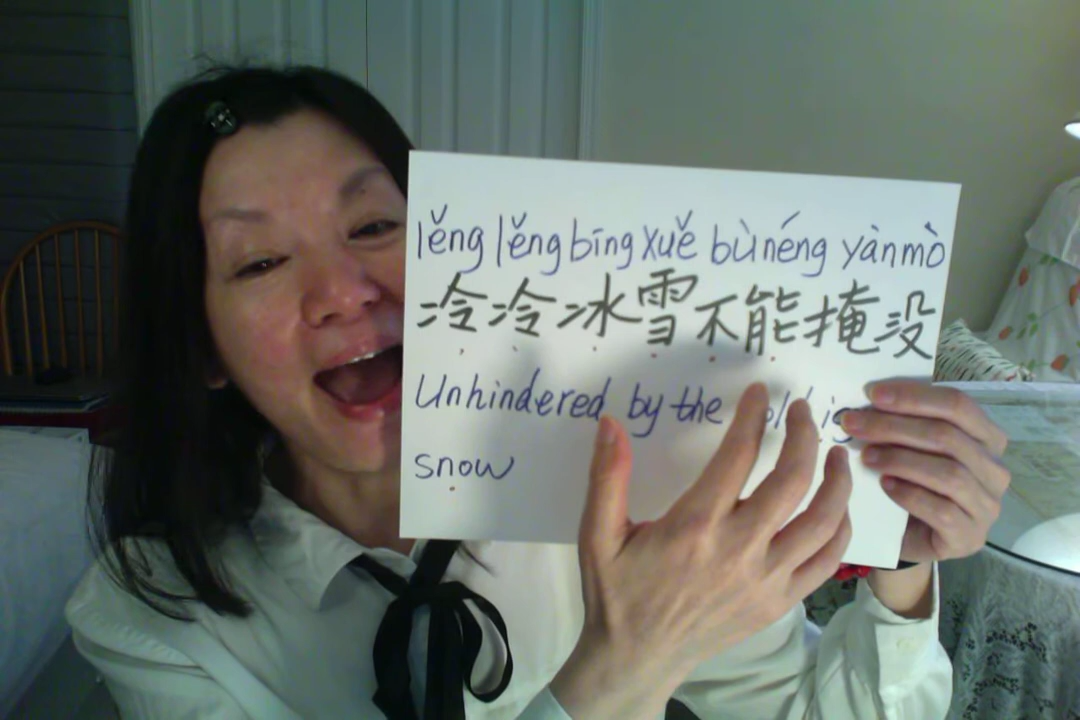 lěng lěng bīng xuě bùnéng yànmò
冷冷冰雪不能掩没
Unhindered by the
snow